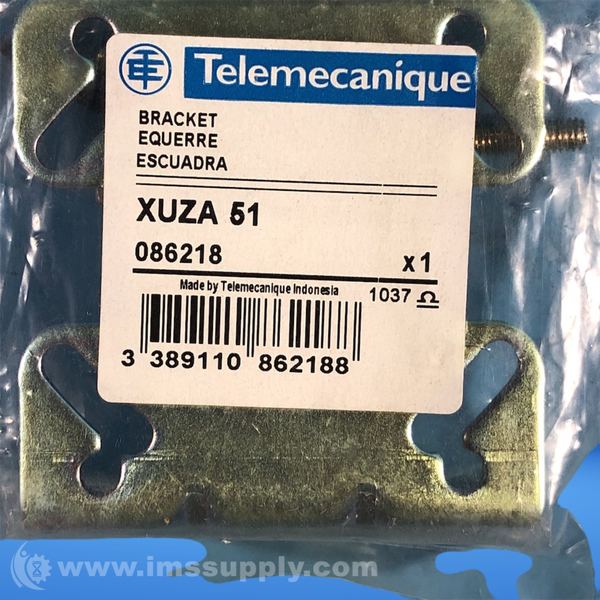 Telemecanique
BRACKET
EQUERRE
ESCUADRA
XUZA 51
086218 x1
Made by Telemecanique Indonesia
1037
3 389110 862188
www.imssupply.com